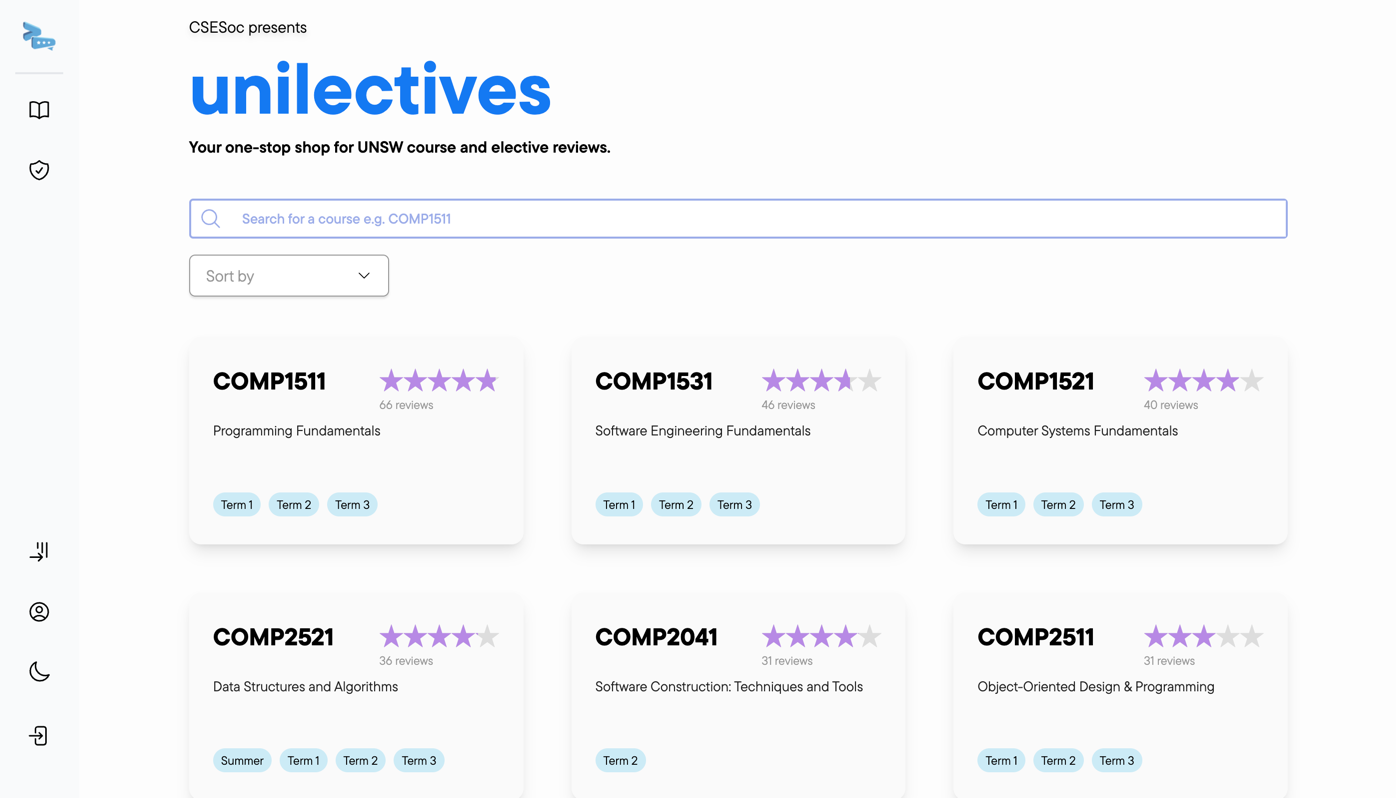 CSESoc presents
unilectives
Your one-stop shop for UNSW course and elective reviews.
Search for a course e.g. COMP1511
Sort by
COMP1511
66 reviews
Programming Fundamentals
Term 1 Term 2 Term 3
COMP1531
46 reviews
Software Engineering Fundamentals
Term 1 Term 2 Term 3
COMP1521
40 reviews
Computer Systems Fundamentals
Term 1 Term 2 Term 3
COMP2521
36 reviews
Data Structures and Algorithms
Summer Term 1 Term 2 Term 3
COMP2041
31 reviews
Software Construction: Techniques and Tools
Term 2
COMP2511
31 reviews
Object-Oriented Design & Programming
Term 1 Term 2 Term 3